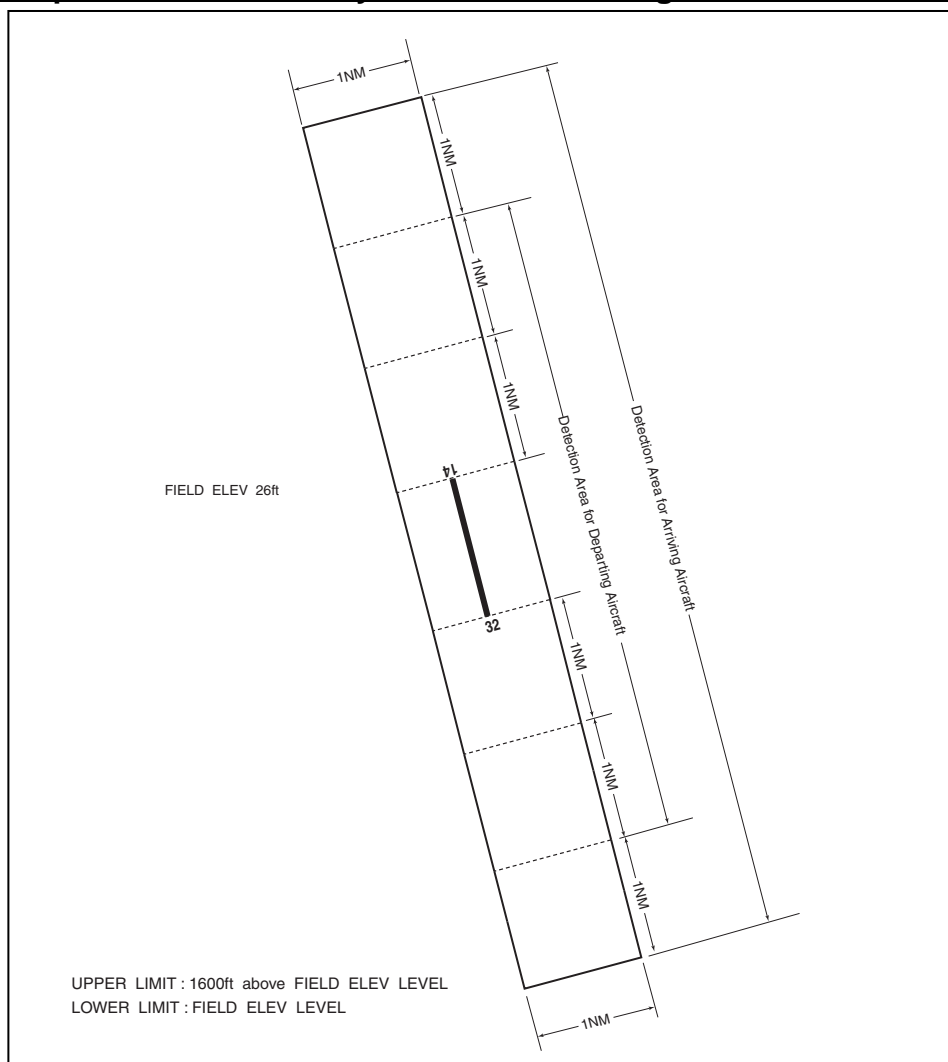 1NM
1NM
1NM
1NM
14
FIELD ELEV 26ft
Detection Area for Departing Aircraft
Detection Area for Arriving Aircraft
32
1NM
1NM
1NM
UPPER LIMIT : 1600ft above FIELD ELEV LEVEL
LOWER LIMIT : FIELD ELEV LEVEL
1NM